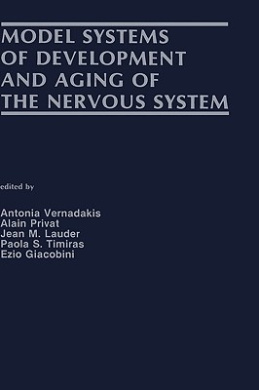 MODEL SYSTEMS
OF DEVELOPMENT
AND AGING OF
THE NERVOUS SYSTEM
edited by
Antonia Vernadakis
Alain Privat
Jean M. Lauder
Paola S. Timiras
Ezio Giacobini